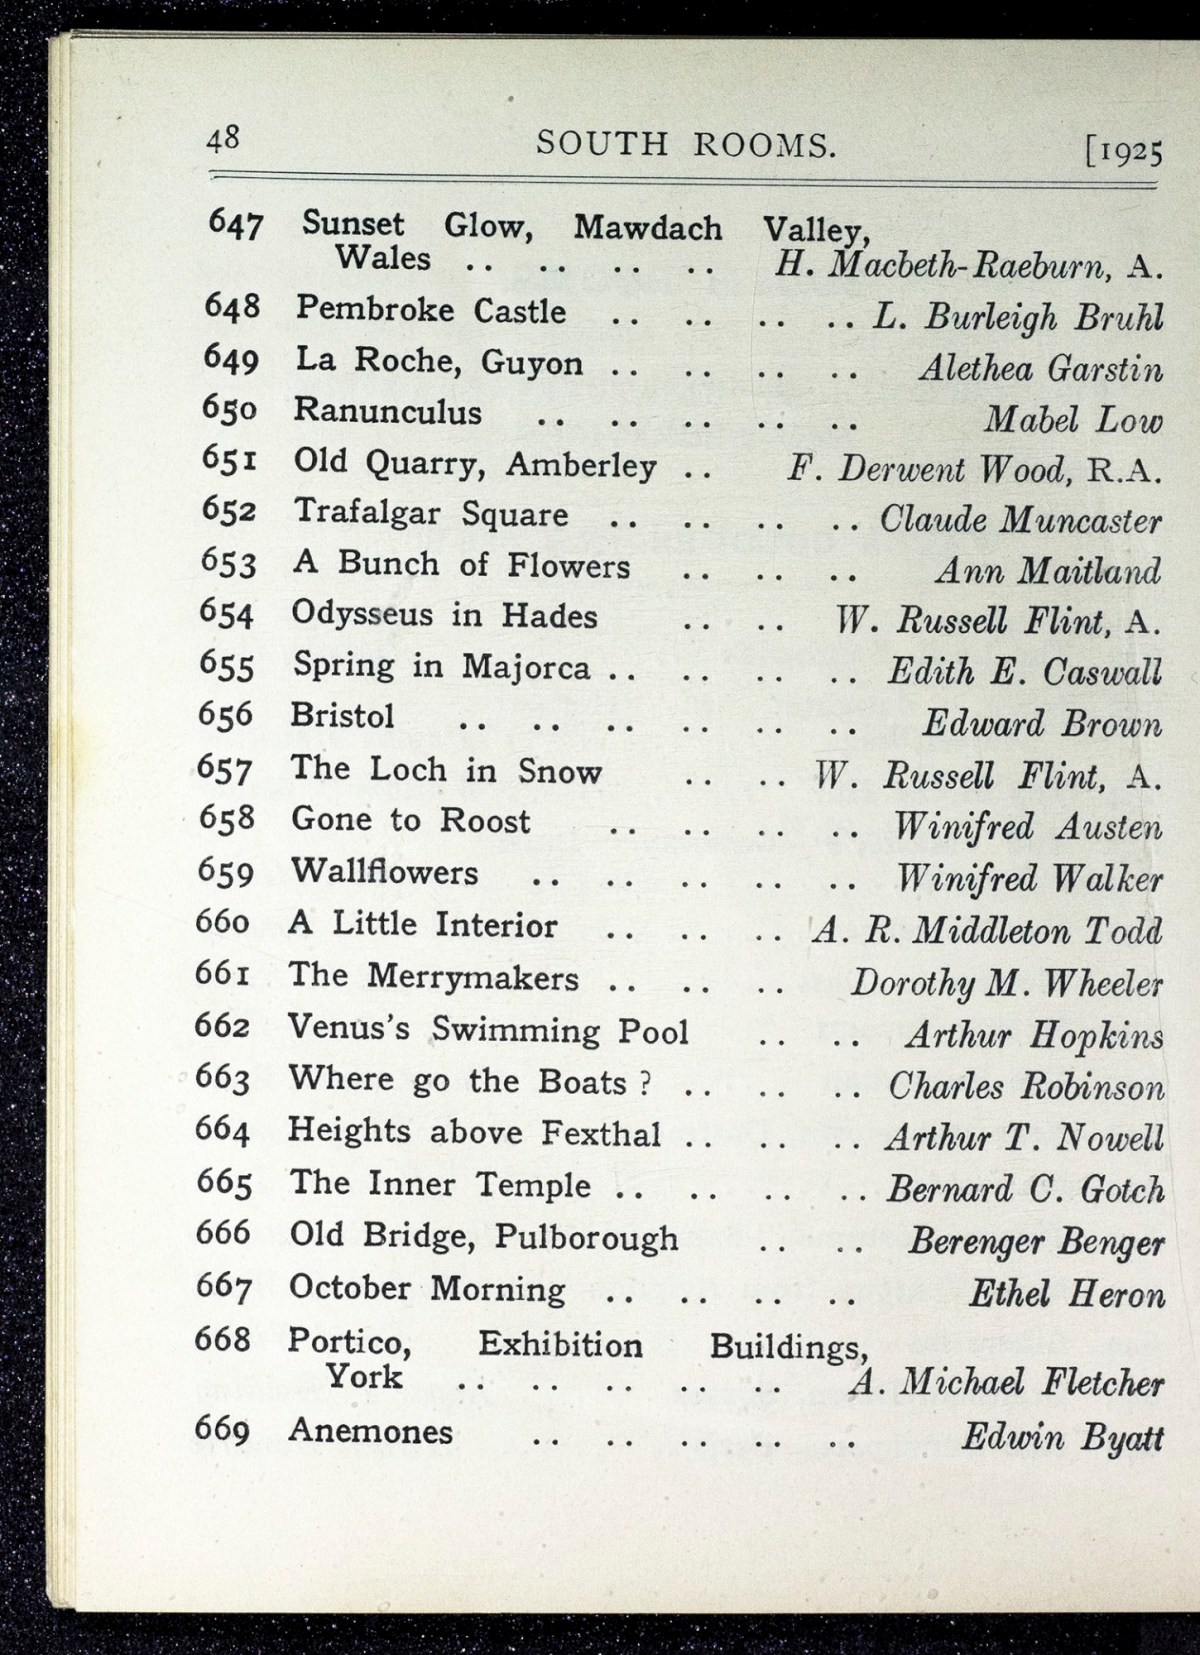 48 SOUTH ROOMS. [1925
647 Sunset Glow, Mawdach Valley,
Wales .. .. .. .. H. Macbeth-Raeburn, A.
648 Pembroke Castle .. .. .. .. L. Burleigh Bruhl
649 La Roche, Guyon .. .. .. .. Alethea Garstin
650 Ranunculus .. .. .. .. .. Mabel Low
651 Old Quarry, Amberley .. F. Derwent Wood, R.A.
652 Trafalgar Square .. .. .. .. Claude Muncaster
653 A Bunch of Flowers .. .. .. Ann Maitland
654 Odysseus in Hades .. .. W. Russell Flint, A.
655 Spring in Majorca .. .. .. .. Edith E. Caswall
656 Bristol .. .. .. .. .. .. Edward Brown
657 The Loch in Snow .. .. W. Russell Flint, A.
658 Gone to Roost .. .. .. .. Winifred Austen
659 Wallflowers .. .. .. .. .. Winifred Walker
660 A Little Interior .. .. .. A. R. Middleton Todd
661 The Merrymakers .. .. .. Dorothy M. Wheeler
662 Venus's Swimming Pool .. .. Arthur Hopkins
663 Where go the Boats ? .. .. .. Charles Robinson
664 Heights above Fexthal .. .. .. Arthur T. Nowell
665 The Inner Temple .. .. .. .. Bernard C. Gotch
666 Old Bridge, Pulborough .. .. Berenger Benger
667 October Morning .. .. .. .. Ethel Heron
668 Portico, Exhibition Buildings,
York .. .. .. .. .. A. Michael Fletcher
669 Anemones .. .. .. .. .. Edwin Byatt